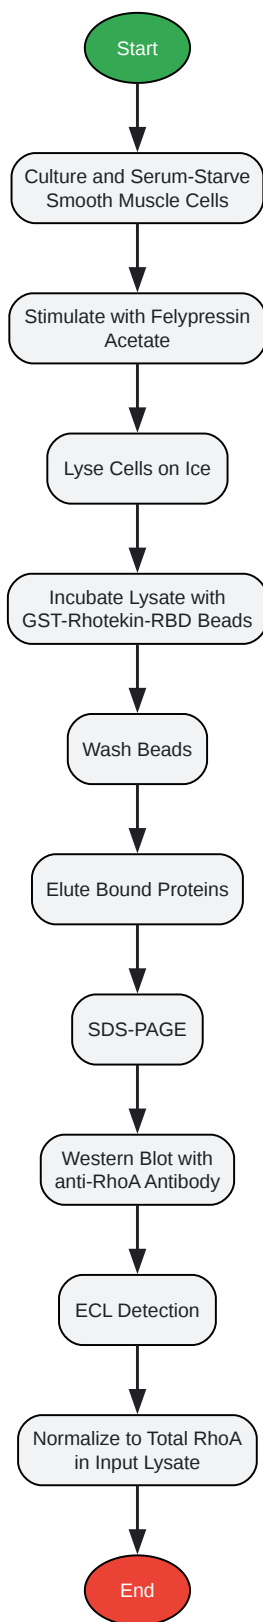 Start
Culture and Serum-Starve
Smooth Muscle Cells
Stimulate with Felypressin
Acetate
Lyse Cells on Ice
Incubate Lysate with
GST-Rhotekin-RBD Beads
Wash Beads
Elute Bound Proteins
SDS-PAGE
Western Blot with
anti-RhoA Antibody
ECL Detection
Normalize to Total RhoA
in Input Lysate
End